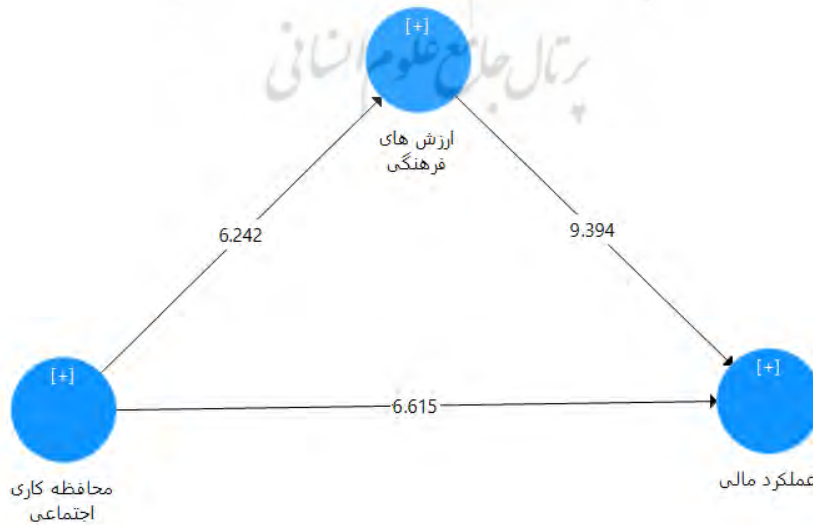 [+]
پرتال جامع علوم انسانی
ارزش های
فرهنگی
6.242
9.394
[+]
[+]
6.615
محافظه کاری
اجتماعی
عملکرد مالی